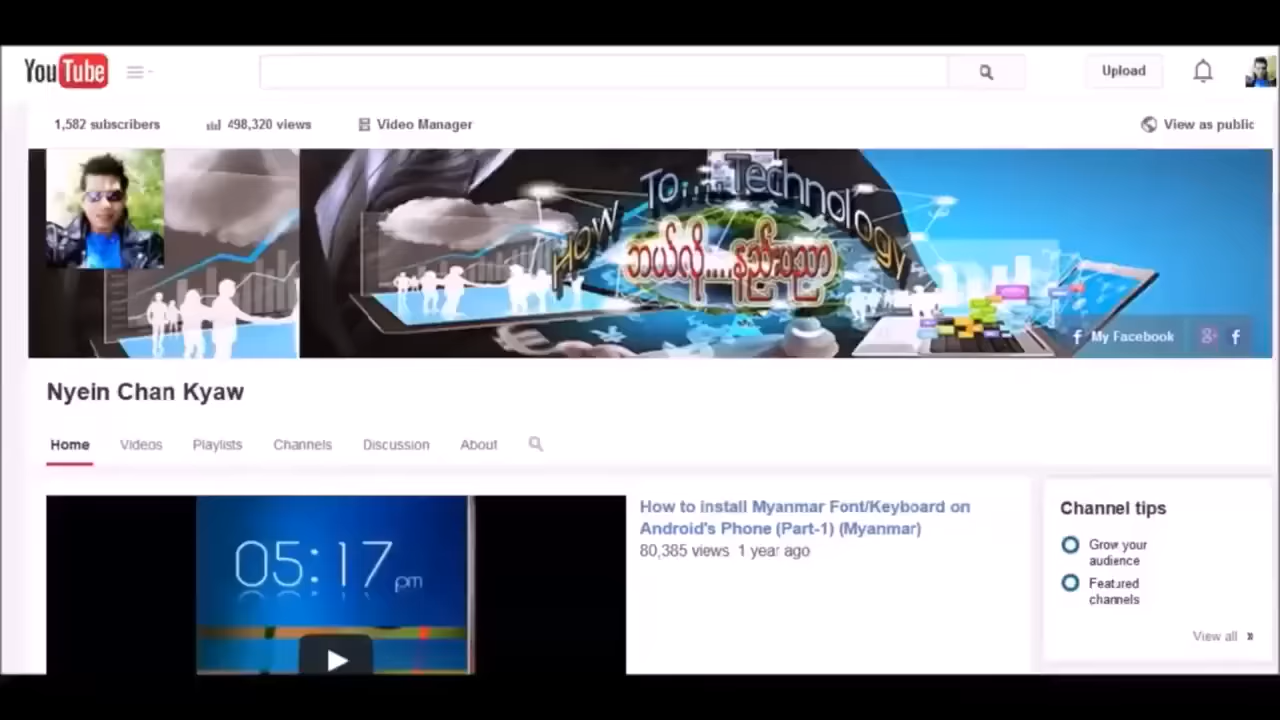 YouTube
Upload
1,582 subscribers
498,320 views
Video Manager
View as public
How To.... Technology
ဘယ်လို....နည်းပညာ
My Facebook
Nyein Chan Kyaw
Home
Videos
Playlists
Channels
Discussion
About
How to install Myanmar Font/Keyboard on
Android's Phone (Part-1) (Myanmar)
80,385 views 1 year ago
05:17 pm
Channel tips
Grow your
audience
Featured
channels
View all